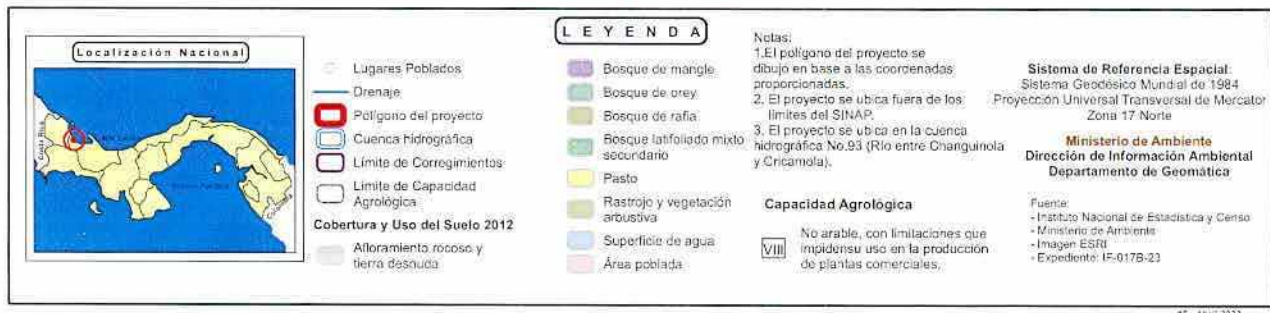 Localización Nacional
Costa Rica
Colombia
Lugares Poblados
Drenaje
Polígono del proyecto
Cuenca hidrográfica
Límite de Corregimientos
Límite de Capacidad
Agrológica
Cobertura y Uso del Suelo 2012
Afloramiento rocoso y
tierra desnuda
LEYENDA
Bosque de mangle
Bosque de orey
Bosque de rafia
Bosque latifoliado mixto
secundario
Pasto
Rastrojo y vegetación
arbustiva
Superficie de agua
Área poblada
Notas:
1.El polígono del proyecto se
dibujo en base a las coordenadas
proporcionadas.
2. El proyecto se ubica fuera de los
límites del SINAP.
3. El proyecto se ubica en la cuenca
hidrográfica No.93 (Río entre Changuinola
y Cricamola).
Capacidad Agrológica
VIII
No arable, con limitaciones que
impidensu uso en la producción
de plantas comerciales.
Sistema de Referencia Espacial:
Sistema Geodésico Mundial de 1984
Proyección Universal Transversal de Mercator
Zona 17 Norte
Ministerio de Ambiente
Dirección de Información Ambiental
Departamento de Geomática
Fuente:
- Instituto Nacional de Estadística y Censo
- Ministerio de Ambiente
- Imagen ESRI
- Expediente: IF-017B-23